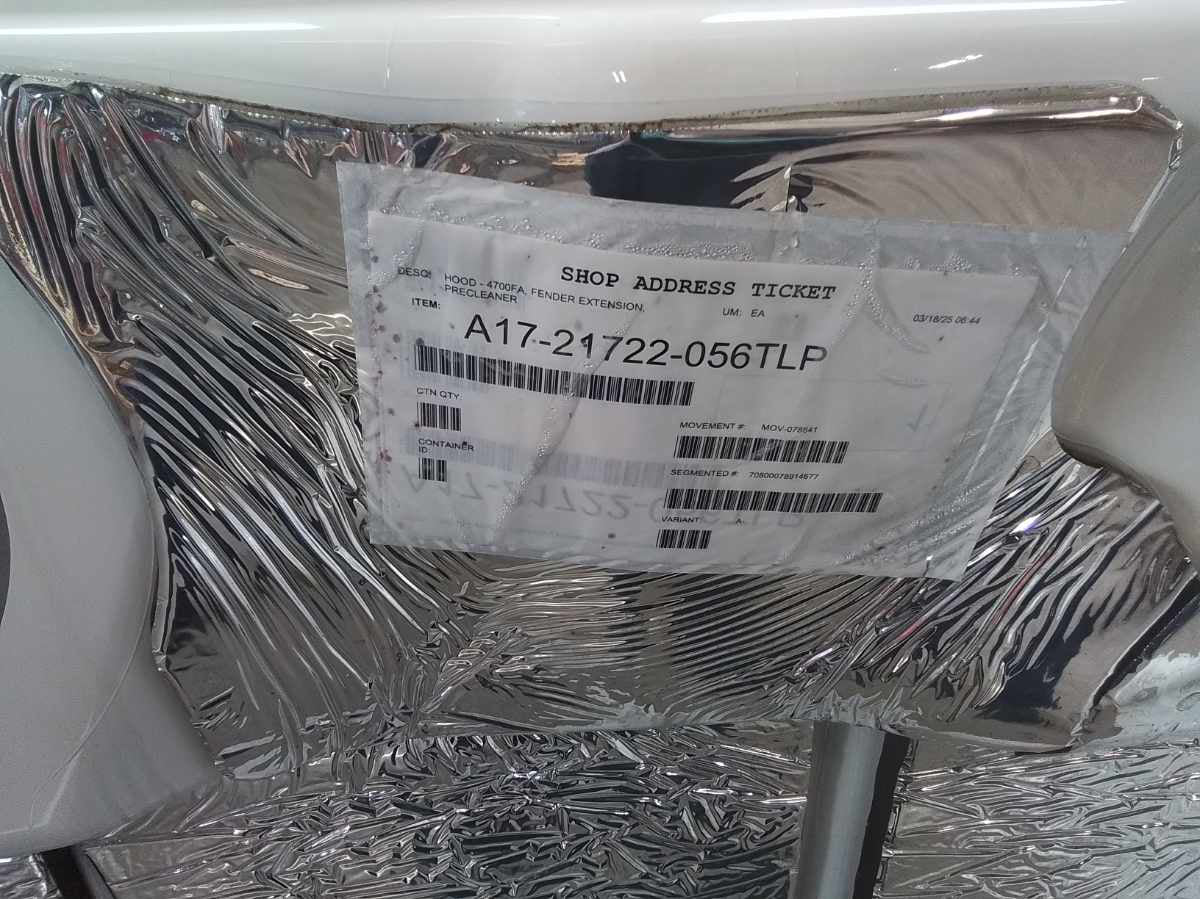 SHOP ADDRESS TICKET
DESC: HOOD - 4700FA, FENDER EXTENSION,
PRECLEANER
UM: EA
03/18/25 06:44
ITEM:
A17-21722-056TLP
CTN QTY:
MOVEMENT #: MOV-078541
CONTAINER
ID:
SEGMENTED #: 70800078914677
VARIANT A